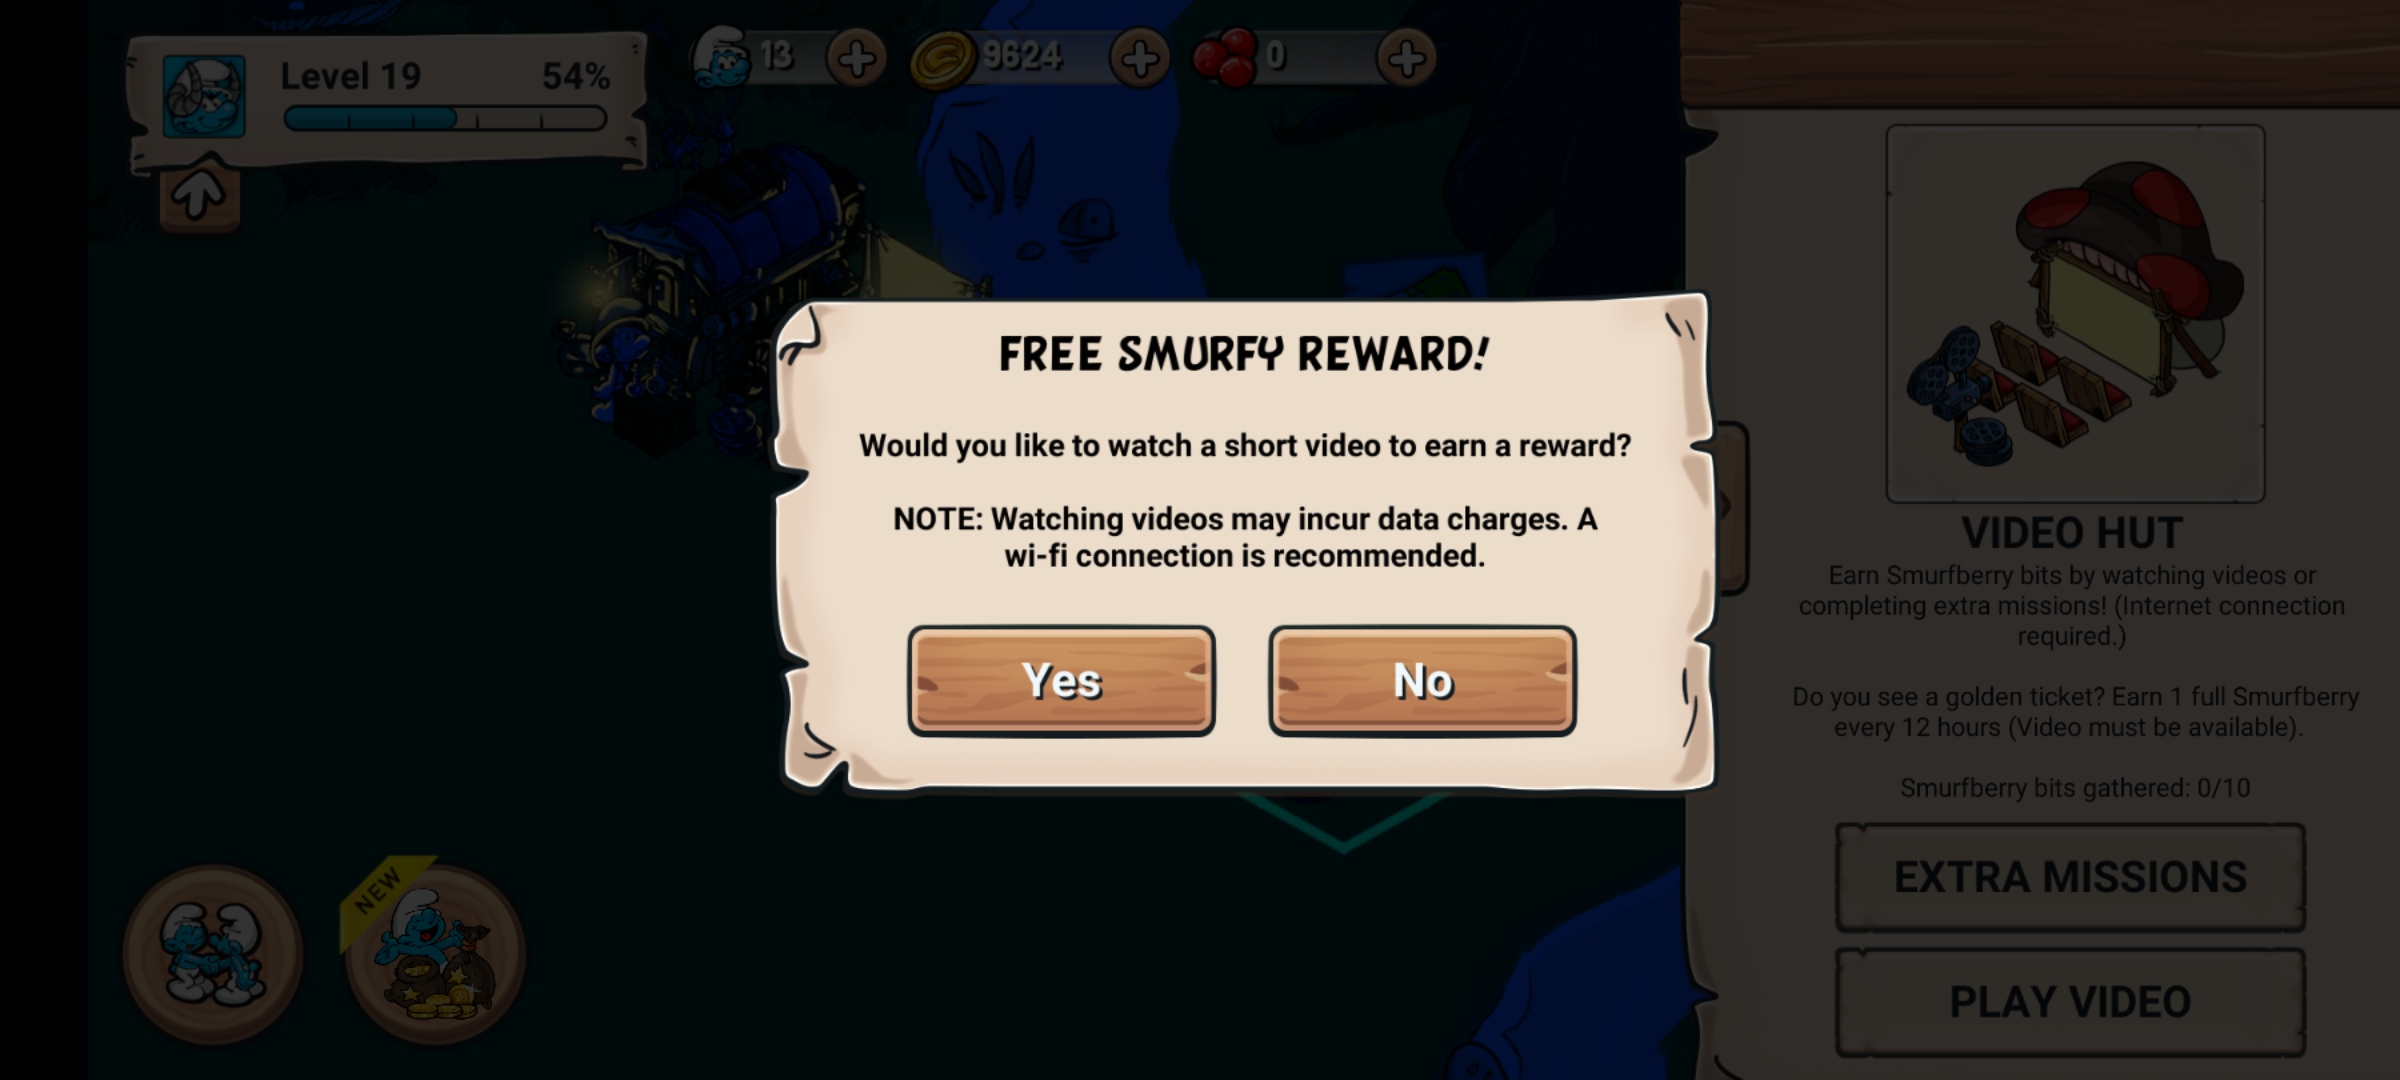 Level 19
54%
13
9624
0
FREE SMURFY REWARD!
Would you like to watch a short video to earn a reward?
NOTE: Watching videos may incur data charges. A
wi-fi connection is recommended.
Yes
No
VIDEO HUT
Earn Smurfberry bits by watching videos or
completing extra missions! (Internet connection
required.)
Do you see a golden ticket? Earn 1 full Smurfberry
every 12 hours (Video must be available).
Smurfberry bits gathered: 0/10
EXTRA MISSIONS
PLAY VIDEO
NEW